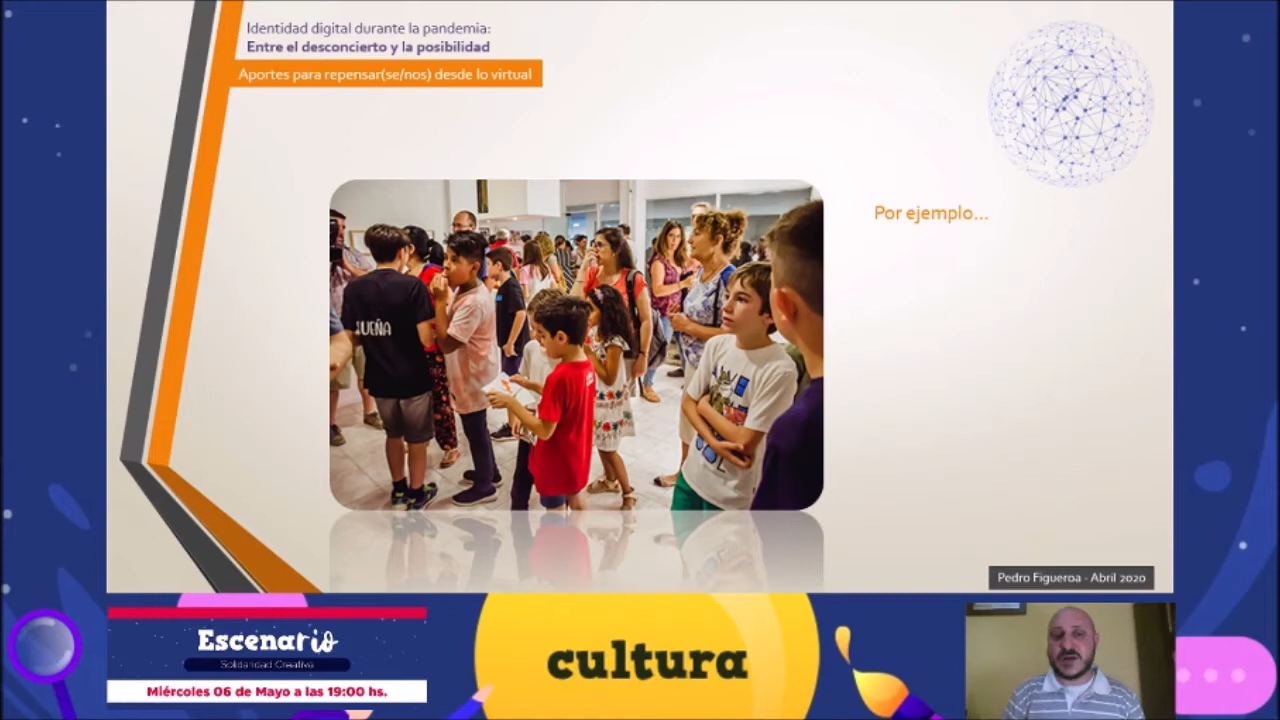 Identidad digital durante la pandemia:
Entre el desconcierto y la posibilidad
Aportes para repensar(se/nos) desde lo virtual
Por ejemplo...
Pedro Figueroa - Abril 2020
Escenario
Solidaridad Creativa
Miércoles 06 de Mayo a las 19:00 hs.
cultura